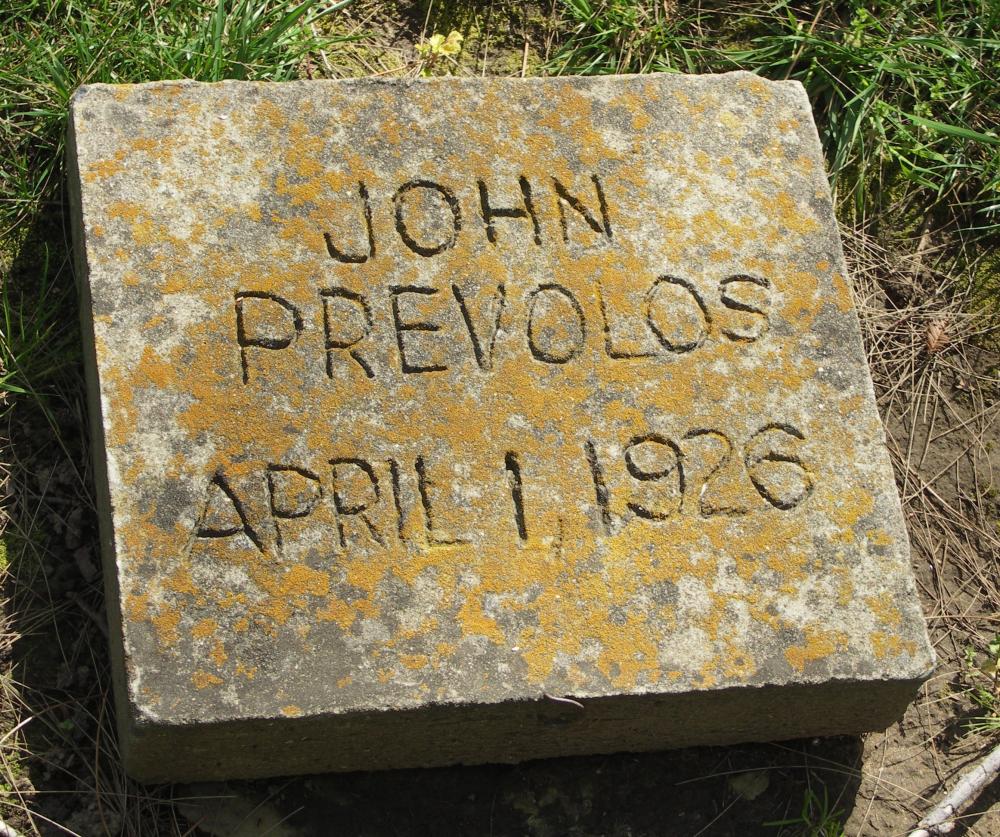 JOHN
PREVOLOS
APRIL 1, 1926